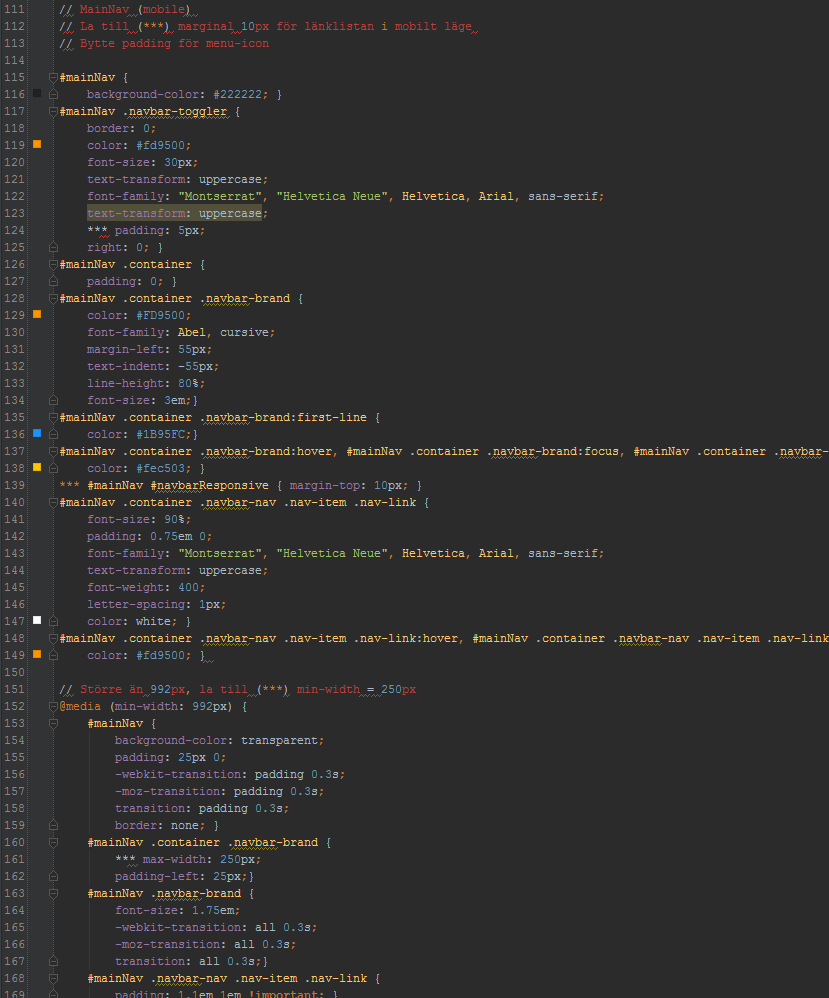 111 // MainNav (mobile)
112 // La till (***) marginal 10px för länklistan i mobilt läge
113 // Bytte padding för menu-icon
114
115 #mainNav {
116 background-color: #222222; }
117 #mainNav .navbar-toggler {
118 border: 0;
119 color: #fd9500;
120 font-size: 30px;
121 text-transform: uppercase;
122 font-family: "Montserrat", "Helvetica Neue", Helvetica, Arial, sans-serif;
123 text-transform: uppercase;
124 *** padding: 5px;
125 right: 0; }
126 #mainNav .container {
127 padding: 0; }
128 #mainNav .container .navbar-brand {
129 color: #FD9500;
130 font-family: Abel, cursive;
131 margin-left: 55px;
132 text-indent: -55px;
133 line-height: 80%;
134 font-size: 3em;}
135 #mainNav .container .navbar-brand:first-line {
136 color: #1B95FC;}
137 #mainNav .container .navbar-brand:hover, #mainNav .container .navbar-brand:focus, #mainNav .container .navbar-
138 color: #fec503; }
139 *** #mainNav #navbarResponsive { margin-top: 10px; }
140 #mainNav .container .navbar-nav .nav-item .nav-link {
141 font-size: 90%;
142 padding: 0.75em 0;
143 font-family: "Montserrat", "Helvetica Neue", Helvetica, Arial, sans-serif;
144 text-transform: uppercase;
145 font-weight: 400;
146 letter-spacing: 1px;
147 color: white; }
148 #mainNav .container .navbar-nav .nav-item .nav-link:hover, #mainNav .container .navbar-nav .nav-item .nav-link
149 color: #fd9500; }
150
151 // Större än 992px, la till (***) min-width = 250px
152 @media (min-width: 992px) {
153 #mainNav {
154 background-color: transparent;
155 padding: 25px 0;
156 -webkit-transition: padding 0.3s;
157 -moz-transition: padding 0.3s;
158 transition: padding 0.3s;
159 border: none; }
160 #mainNav .container .navbar-brand {
161 *** max-width: 250px;
162 padding-left: 25px;}
163 #mainNav .navbar-brand {
164 font-size: 1.75em;
165 -webkit-transition: all 0.3s;
166 -moz-transition: all 0.3s;
167 transition: all 0.3s;}
168 #mainNav .navbar-nav .nav-item .nav-link {
169 padding: 1.1em 1em !important; }